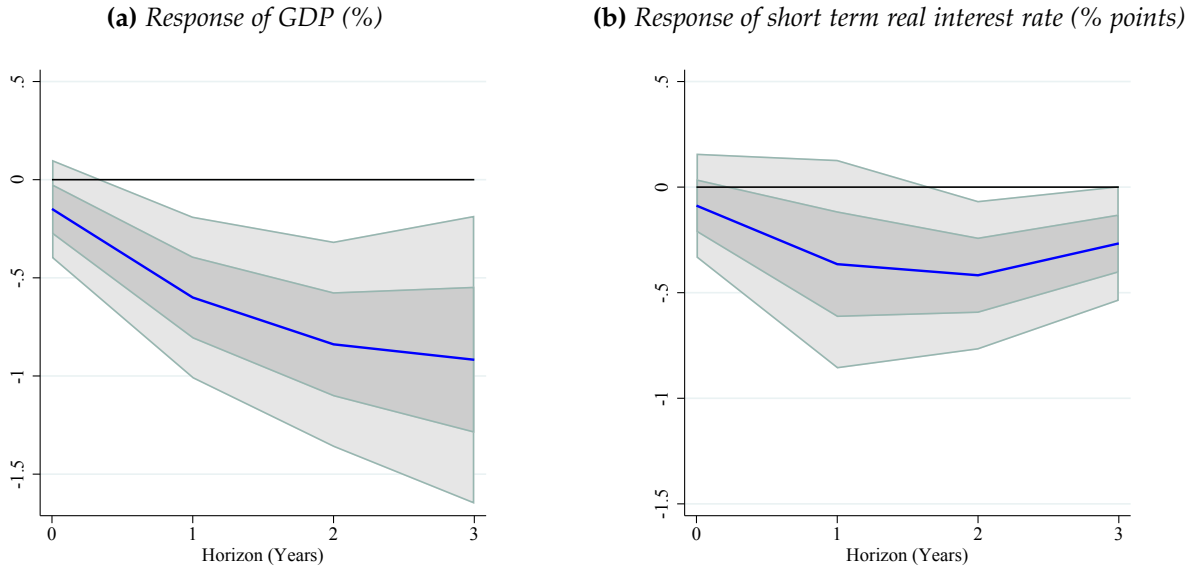 (a) Response of GDP (%)
.5
0
-.5
-1
-1.5
0 1 2 3
Horizon (Years)
(b) Response of short term real interest rate (% points)
.5
0
-.5
-1
-1.5
0 1 2 3
Horizon (Years)